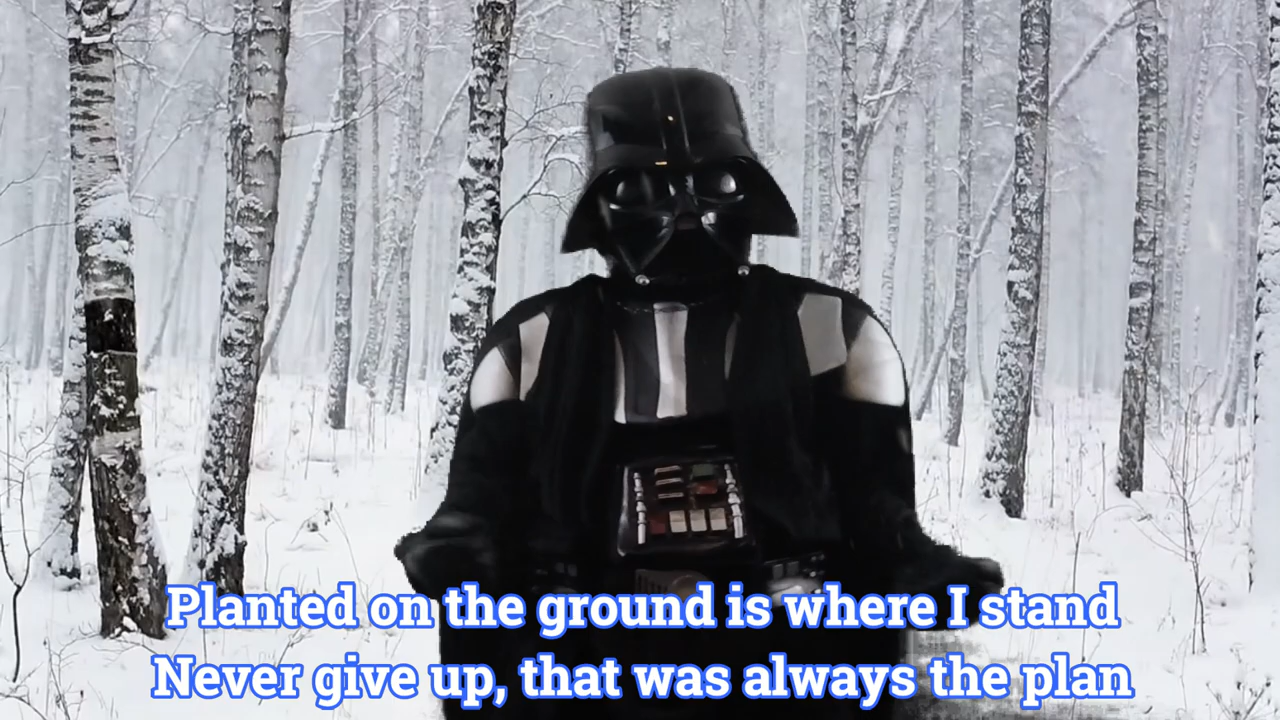 Planted on the ground is where I stand
Never give up, that was always the plan